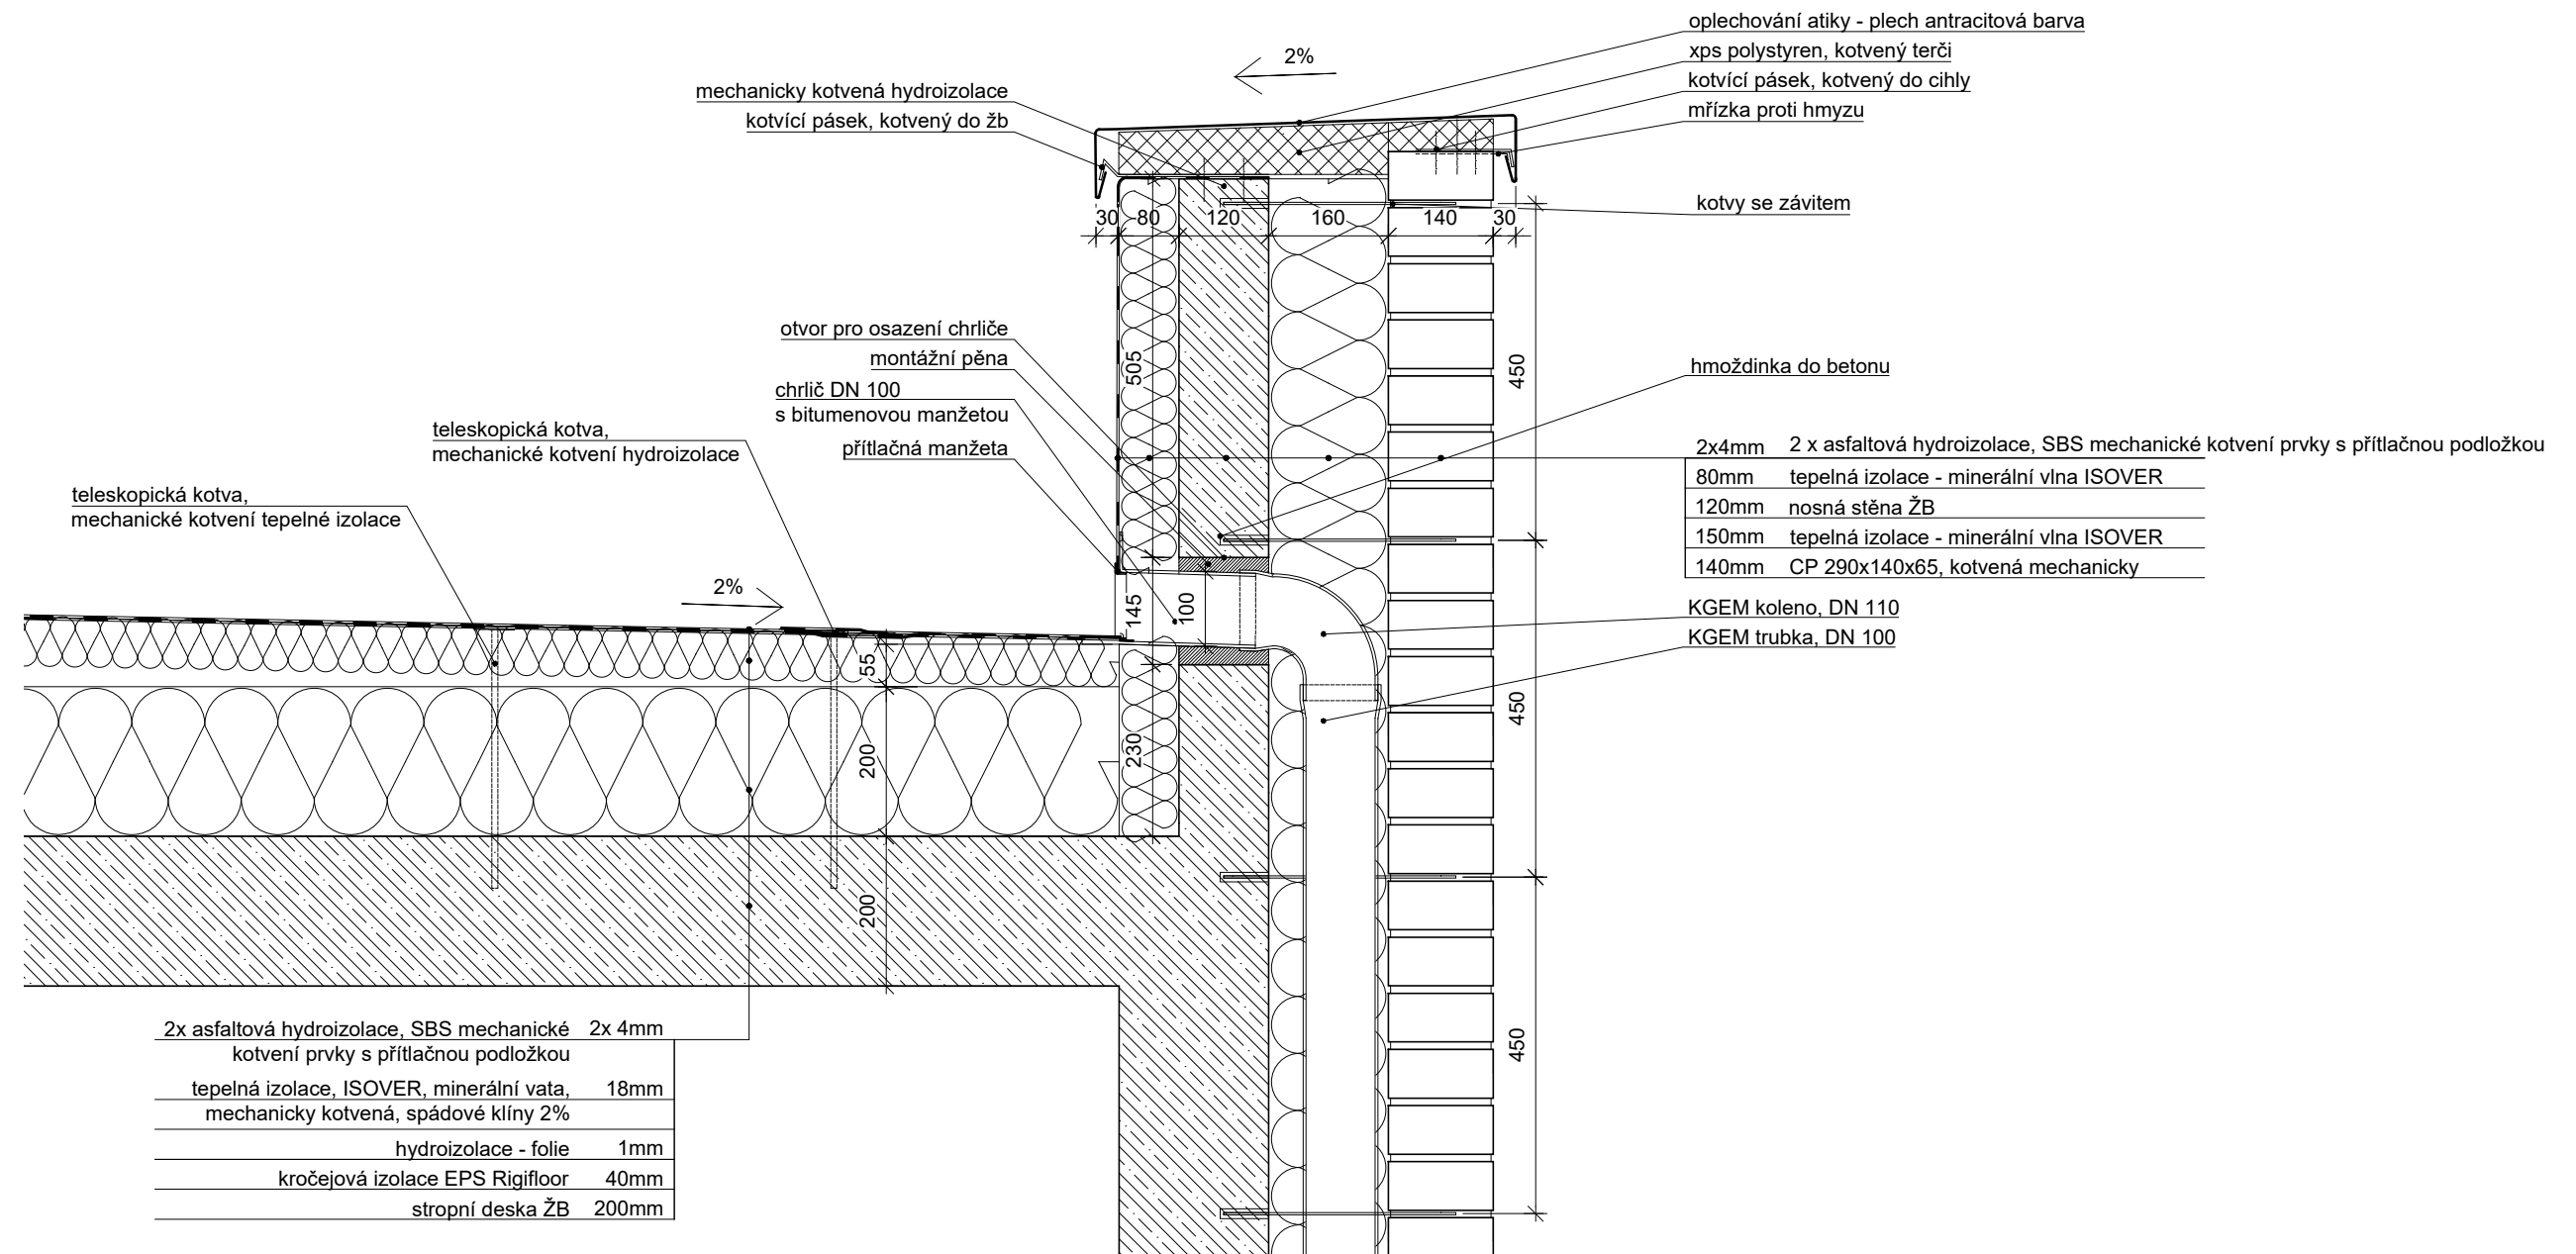 oplechování atiky - plech antracitová barva
xps polystyren, kotvený terči
kotvící pásek, kotvený do cihly
mřízka proti hmyzu
2%
mechanicky kotvená hydroizolace
kotvící pásek, kotvený do žb
kotvy se závitem
30 80 120 160 140 30
otvor pro osazení chrliče
montážní pěna
chrlič DN 100
s bitumenovou manžetou
přítlačná manžeta
505
450
hmoždinka do betonu
teleskopická kotva,
mechanické kotvení hydroizolace
teleskopická kotva,
mechanické kotvení tepelné izolace
2x4mm 2 x asfaltová hydroizolace, SBS mechanické kotvení prvky s přítlačnou podložkou
80mm tepelná izolace - minerální vlna ISOVER
120mm nosná stěna ŽB
150mm tepelná izolace - minerální vlna ISOVER
140mm CP 290x140x65, kotvená mechanicky
2%
145
100
KGEM koleno, DN 110
KGEM trubka, DN 100
55
200
230
450
200
450
2x asfaltová hydroizolace, SBS mechanické 2x 4mm
kotvení prvky s přítlačnou podložkou
tepelná izolace, ISOVER, minerální vata, 18mm
mechanicky kotvená, spádové klíny 2%
hydroizolace - folie 1mm
kročejová izolace EPS Rigifloor 40mm
stropní deska ŽB 200mm